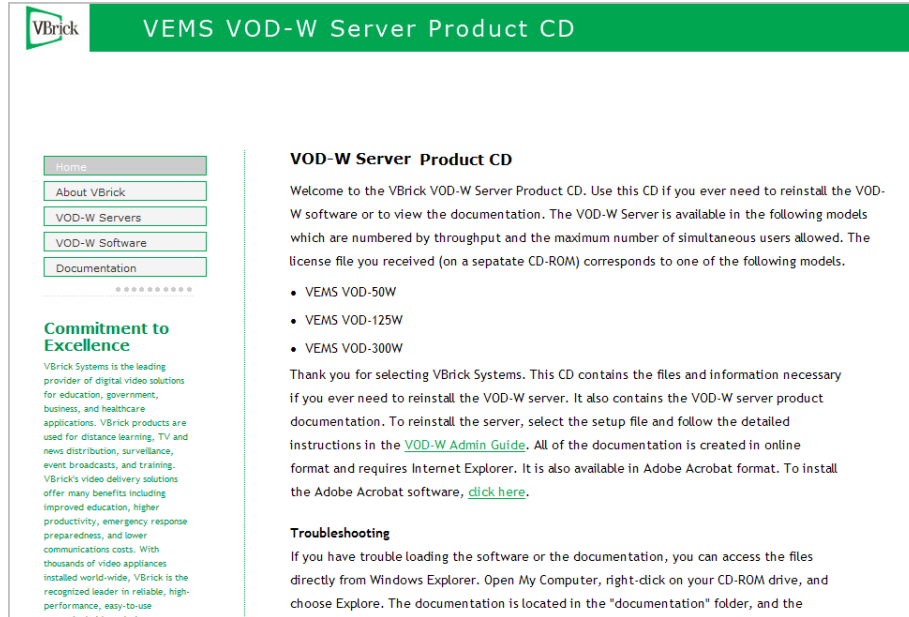 VBrick
VEMS VOD-W Server Product CD
Home
About VBrick
VOD-W Servers
VOD-W Software
Documentation
Commitment to
Excellence
VBrick Systems is the leading
provider of digital video solutions
for education, government,
business, and healthcare
applications. VBrick products are
used for distance learning, TV and
news distribution, surveillance,
event broadcasts, and training.
VBrick's video delivery solutions
offer many benefits including
improved education, higher
productivity, emergency response
preparedness, and lower
communications costs. With
thousands of video appliances
installed world-wide, VBrick is the
recognized leader in reliable, high-
performance, easy-to-use
VOD-W Server Product CD
Welcome to the VBrick VOD-W Server Product CD. Use this CD if you ever need to reinstall the VOD-
W software or to view the documentation. The VOD-W Server is available in the following models
which are numbered by throughput and the maximum number of simultaneous users allowed. The
license file you received (on a sepatate CD-ROM) corresponds to one of the following models.
• VEMS VOD-50W
• VEMS VOD-125W
• VEMS VOD-300W
Thank you for selecting VBrick Systems. This CD contains the files and information necessary
if you ever need to reinstall the VOD-W server. It also contains the VOD-W server product
documentation. To reinstall the server, select the setup file and follow the detailed
instructions in the VOD-W Admin Guide. All of the documentation is created in online
format and requires Internet Explorer. It is also available in Adobe Acrobat format. To install
the Adobe Acrobat software, click here.
Troubleshooting
If you have trouble loading the software or the documentation, you can access the files
directly from Windows Explorer. Open My Computer, right-click on your CD-ROM drive, and
choose Explore. The documentation is located in the "documentation" folder, and the